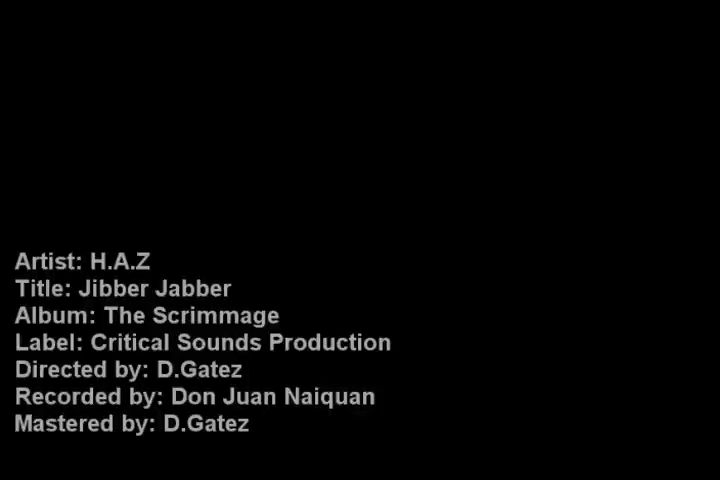 Artist: H.A.Z
Title: Jibber Jabber
Album: The Scrimmage
Label: Critical Sounds Production
Directed by: D.Gatez
Recorded by: Don Juan Naiquan
Mastered by: D.Gatez